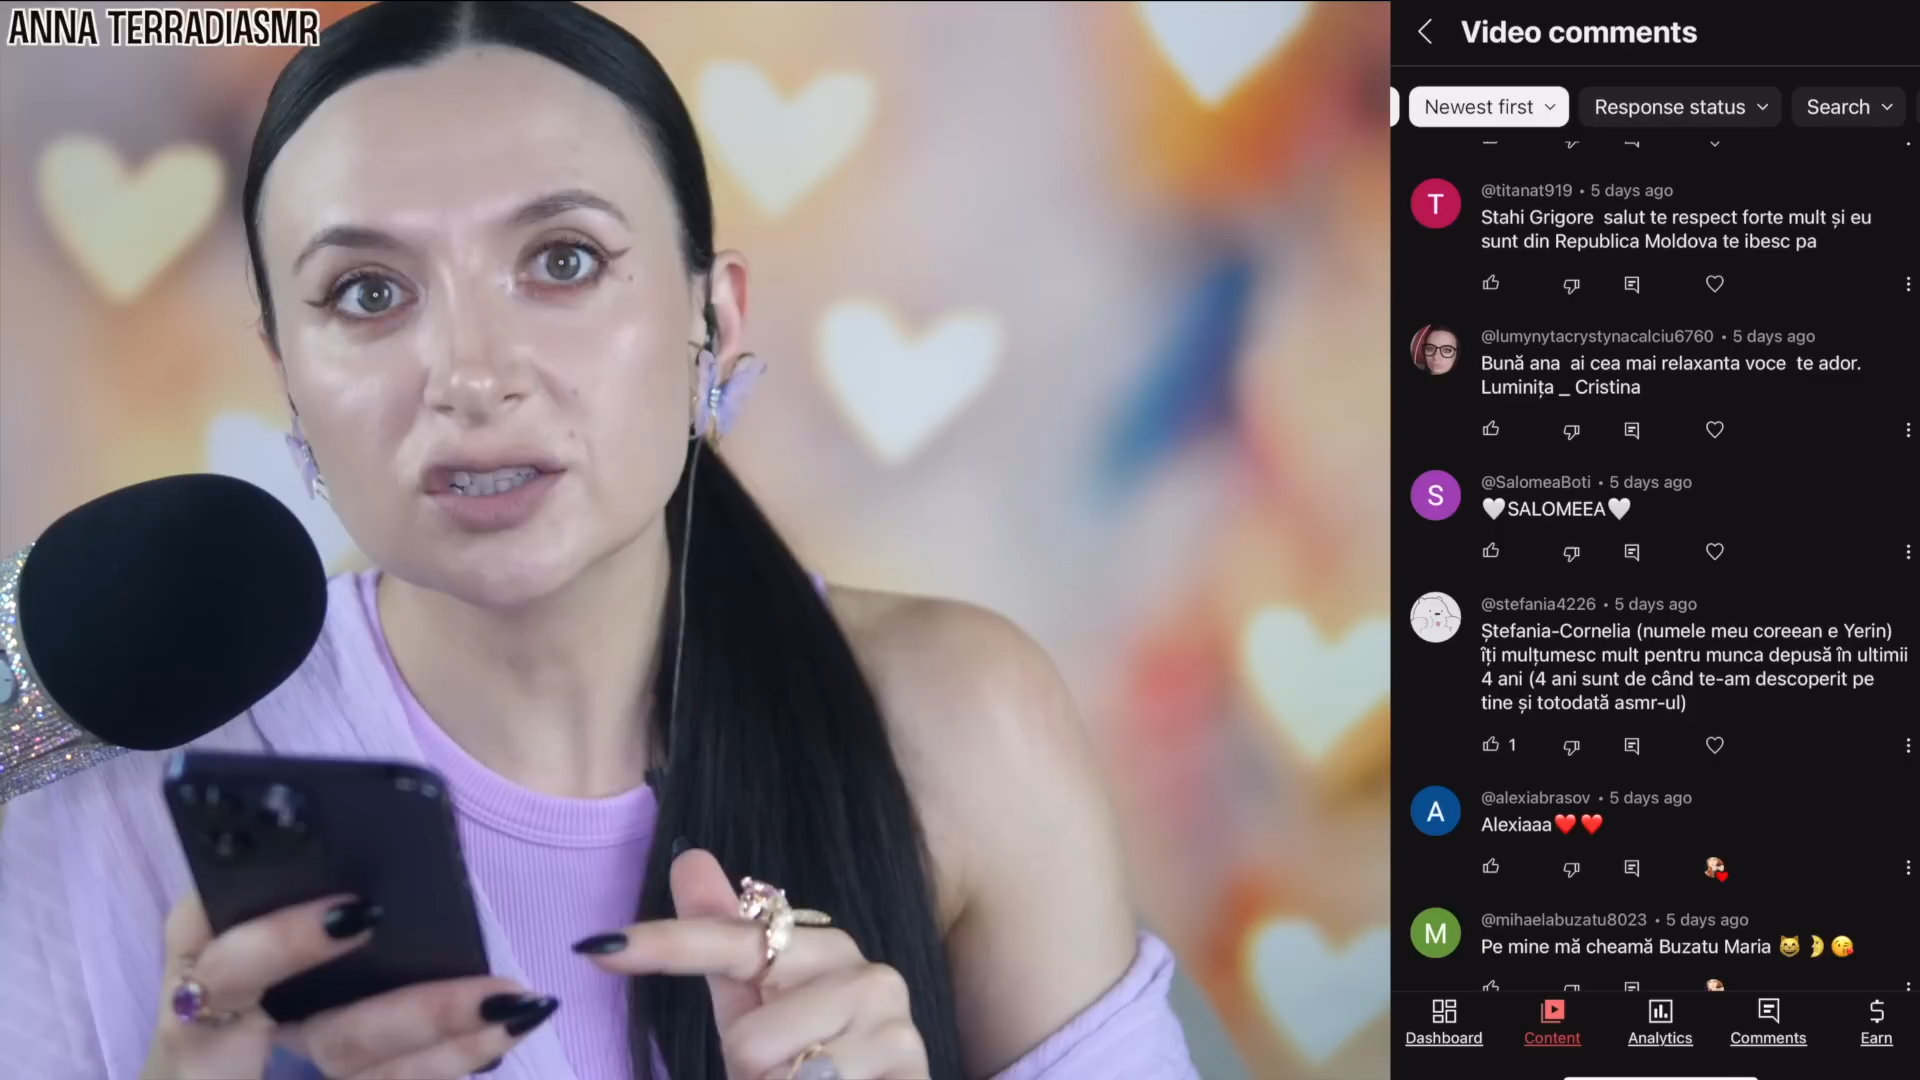 ANNA TERRADIASMR
Video comments
Newest first
Response status
Search
T
@titanat919 • 5 days ago
Stahi Grigore salut te respect forte mult și eu
sunt din Republica Moldova te ibesc pa
@lumynytacrystynacalciu6760 • 5 days ago
Bună ana ai cea mai relaxanta voce te ador.
Luminița _ Cristina
S
@SalomeaBoti • 5 days ago
🤍SALOMEEA🤍
@stefania4226 • 5 days ago
Ștefania-Cornelia (numele meu coreean e Yerin)
îți mulțumesc mult pentru munca depusă în ultimii
4 ani (4 ani sunt de când te-am descoperit pe
tine și totodată asmr-ul)
1
A
@alexiabrasov • 5 days ago
Alexiaaa❤️❤️
M
@mihaelabuzatu8023 • 5 days ago
Pe mine mă cheamă Buzatu Maria 😺🌛😘
Dashboard
Content
Analytics
Comments
Earn